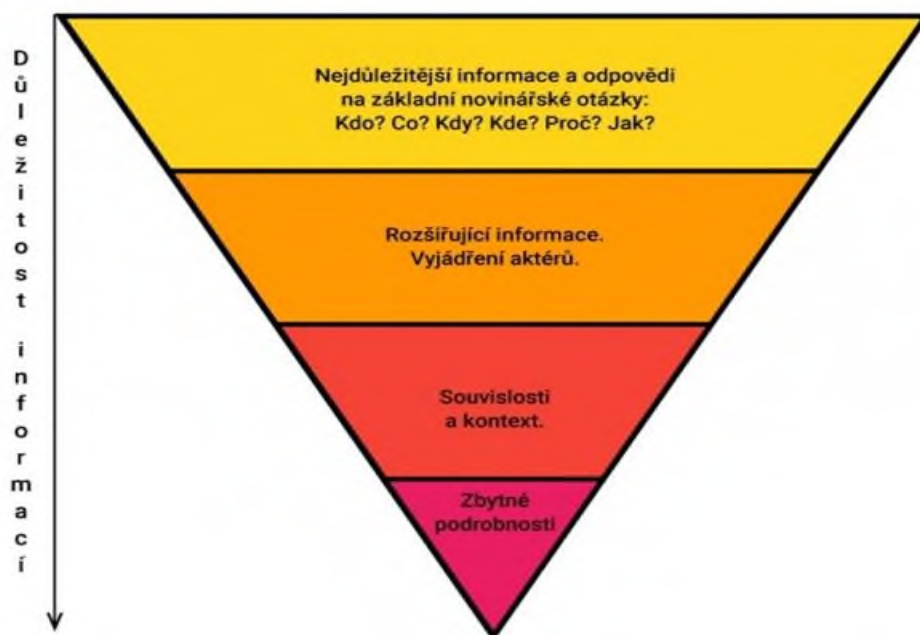 Důležitost informací
Nejdůležitější informace a odpovědi
na základní novinářské otázky:
Kdo? Co? Kdy? Kde? Proč? Jak?
Rozšiřující informace.
Vyjádření aktérů.
Souvislosti
a kontext.
Zbytné
podrobnosti